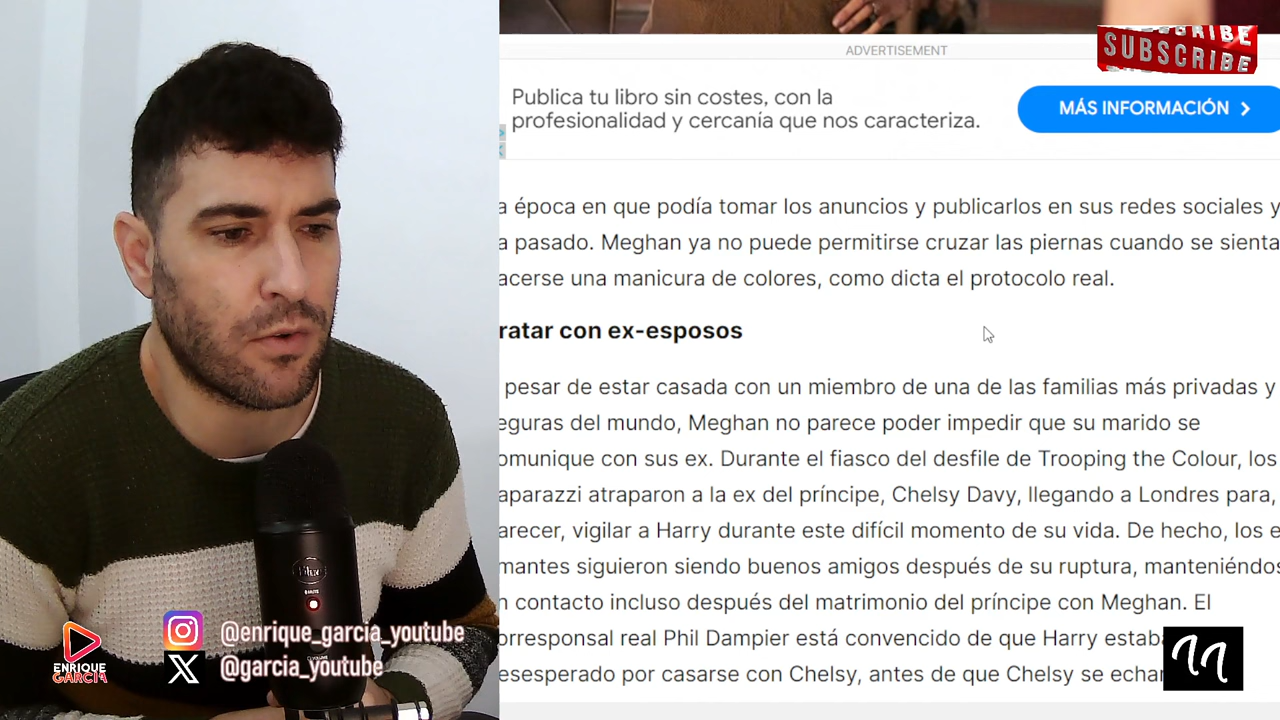 SUBSCRIBE
ADVERTISEMENT
Publica tu libro sin costes, con la
profesionalidad y cercanía que nos caracteriza.
MÁS INFORMACIÓN
a época en que podía tomar los anuncios y publicarlos en sus redes sociales y
a pasado. Meghan ya no puede permitirse cruzar las piernas cuando se sienta
acerse una manicura de colores, como dicta el protocolo real.
ratar con ex-esposos
pesar de estar casada con un miembro de una de las familias más privadas y
eguras del mundo, Meghan no parece poder impedir que su marido se
omunique con sus ex. Durante el fiasco del desfile de Trooping the Colour, los
aparazzi atraparon a la ex del príncipe, Chelsy Davy, llegando a Londres para,
arecer, vigilar a Harry durante este difícil momento de su vida. De hecho, los e
mantes siguieron siendo buenos amigos después de su ruptura, manteniéndos
n contacto incluso después del matrimonio del príncipe con Meghan. El
orresponsal real Phil Dampier está convencido de que Harry estab
esesperado por casarse con Chelsy, antes de que Chelsy se echar
blue
ENRIQUE
GARCIA
@enrique_garcia_youtube
@garcia_youtube